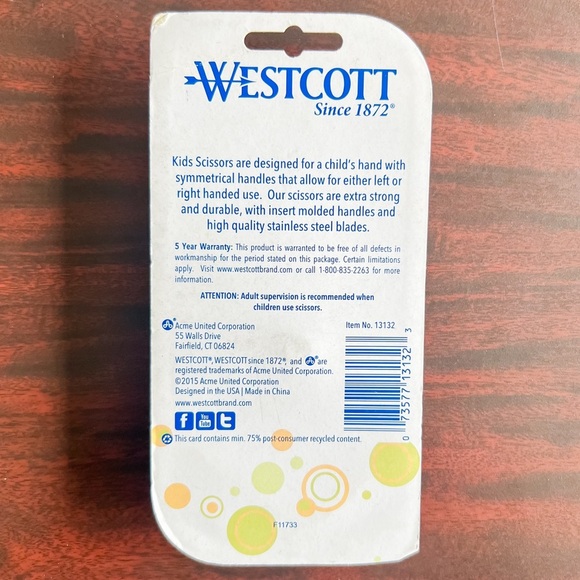 WESTCOTT
Since 1872®
Kids Scissors are designed for a child's hand with
symmetrical handles that allow for either left or
right handed use. Our scissors are extra strong
and durable, with insert molded handles and
high quality stainless steel blades.
5 Year Warranty: This product is warranted to be free of all defects in
workmanship for the period stated on this package. Certain limitations
apply. Visit www.westcottbrand.com or call 1-800-835-2263 for more
information.
ATTENTION: Adult supervision is recommended when
children use scissors.
Acme United Corporation
55 Walls Drive
Fairfield, CT 06824
Item No. 13132
WESTCOTT®, WESTCOTT since 1872®, and ® are
registered trademarks of Acme United Corporation.
©2015 Acme United Corporation
Designed in the USA | Made in China
www.westcottbrand.com
0 73577 13132 3
f You Tube t
This card contains min. 75% post-consumer recycled content.
F11733